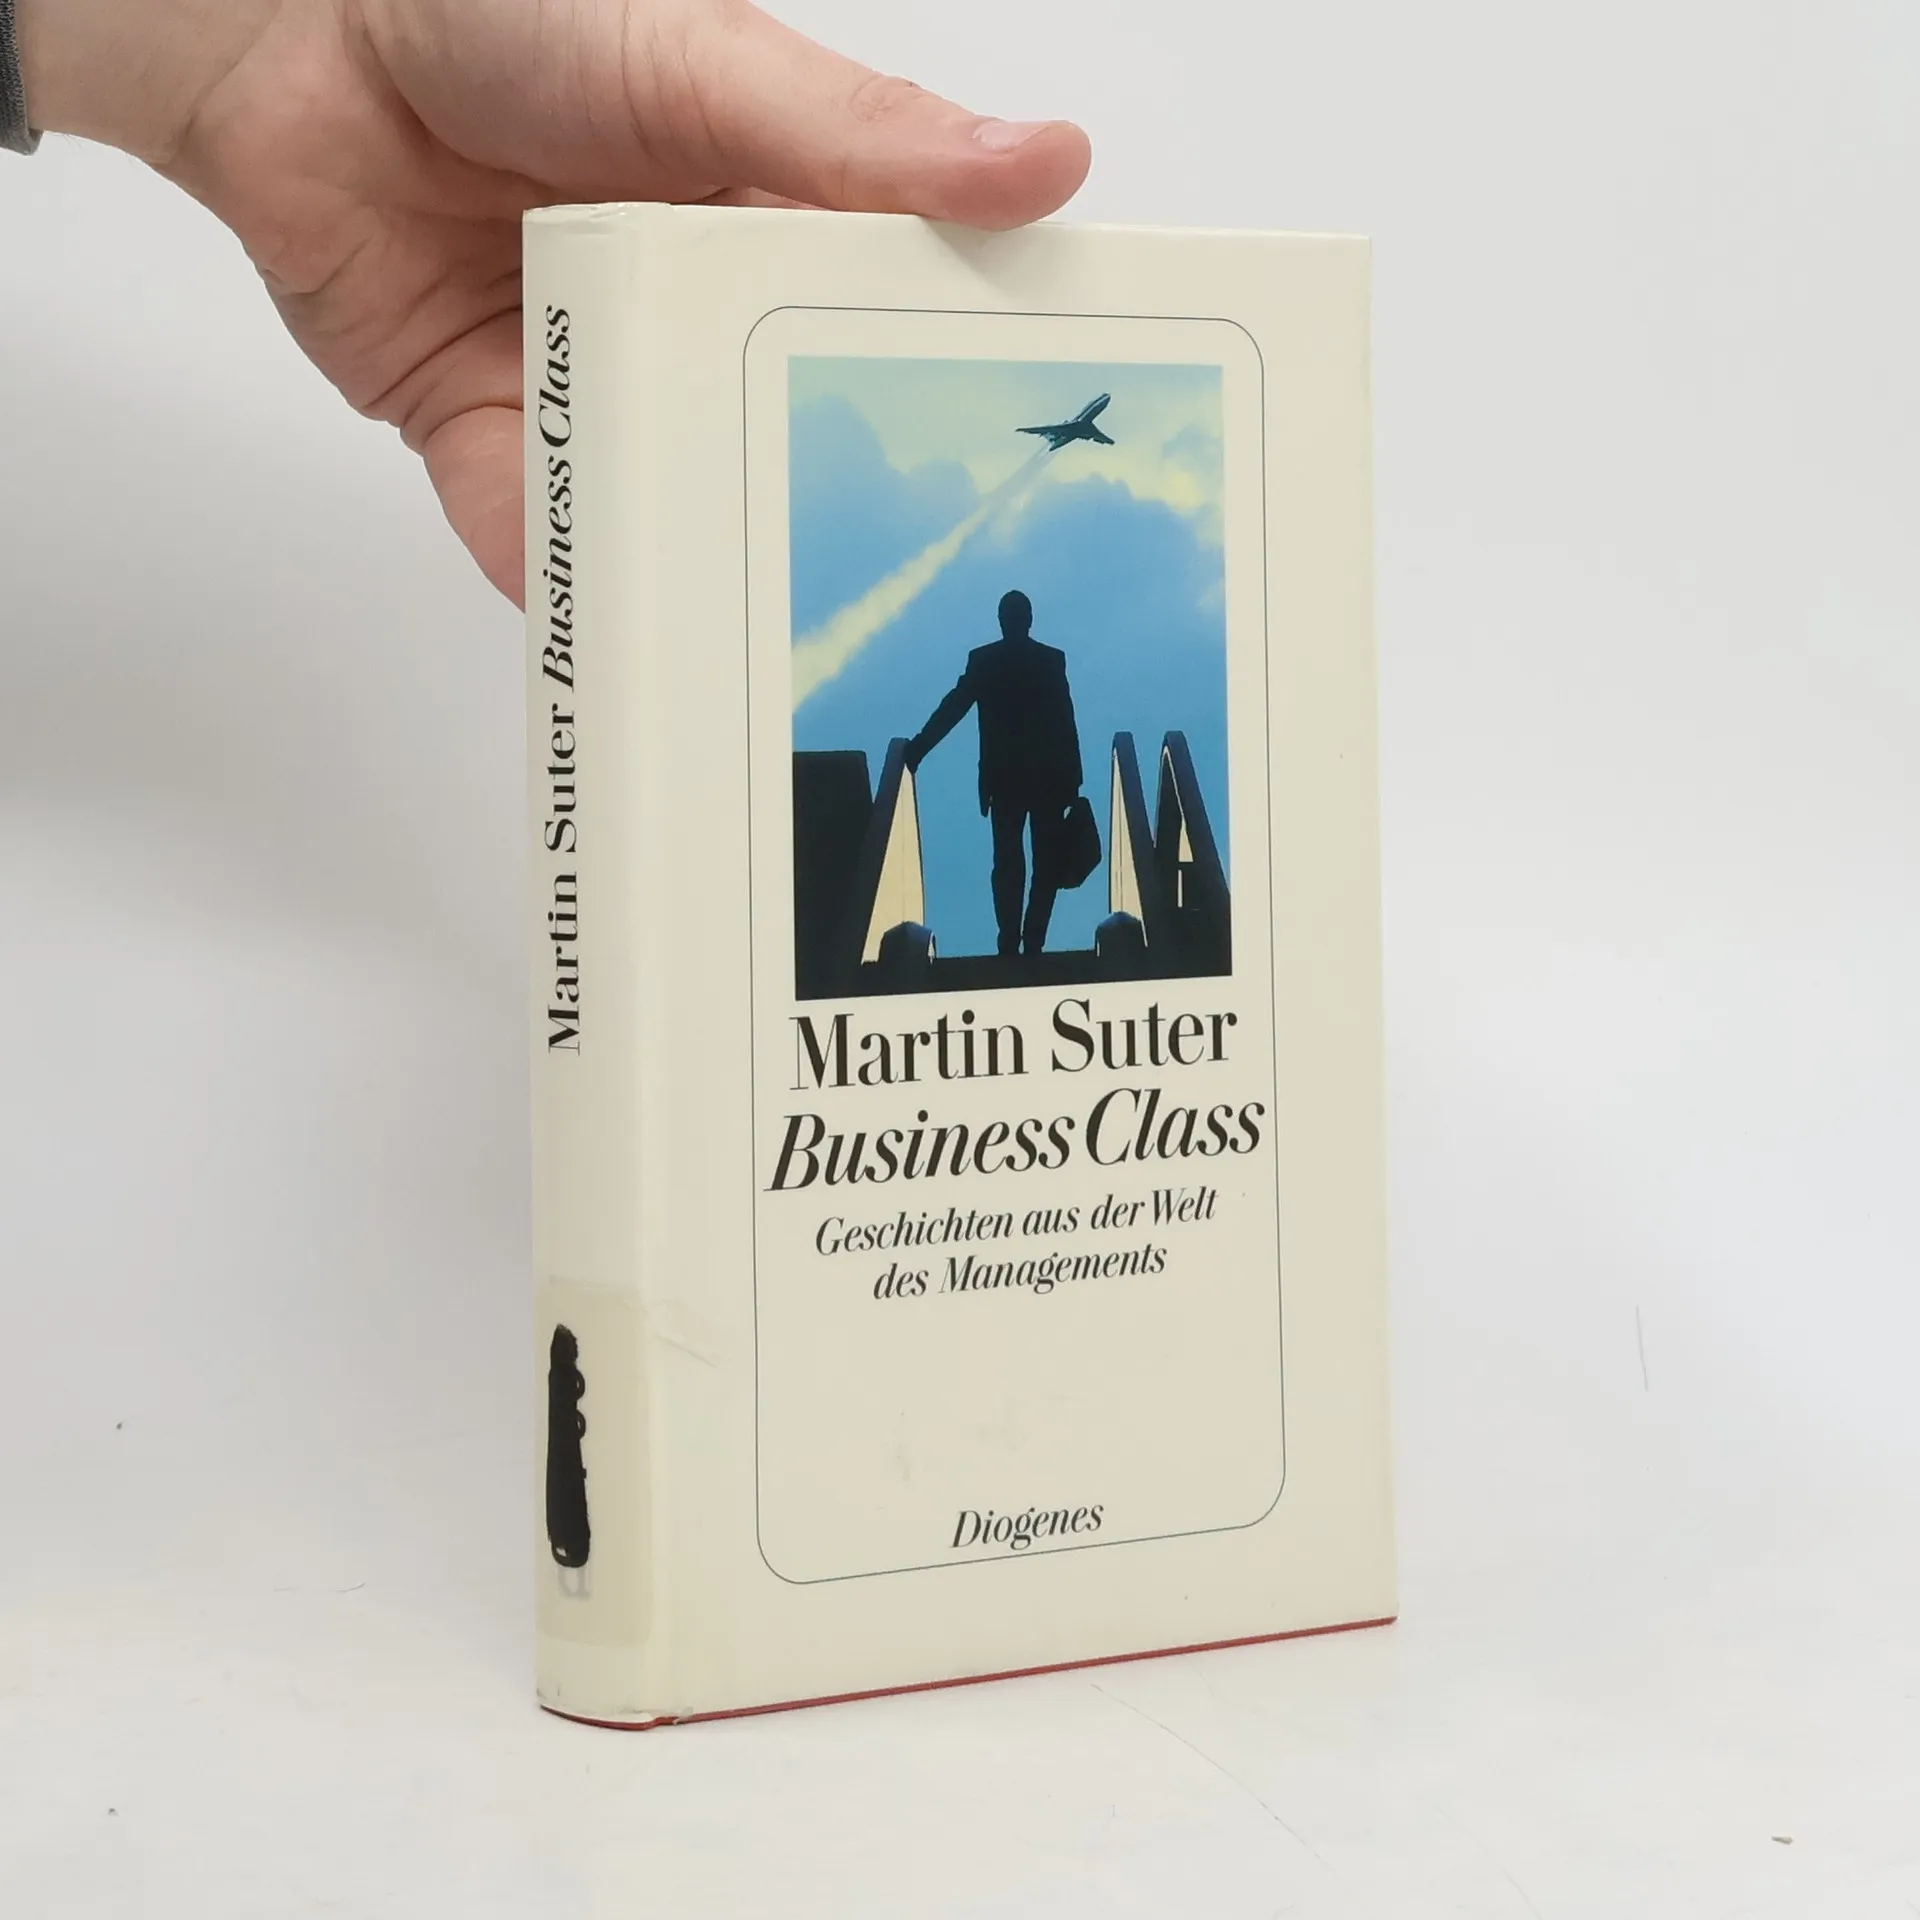 Martin Suter Business Class
Martin Suter
Business Class
Geschichten aus der Welt
des Managements
Diogenes